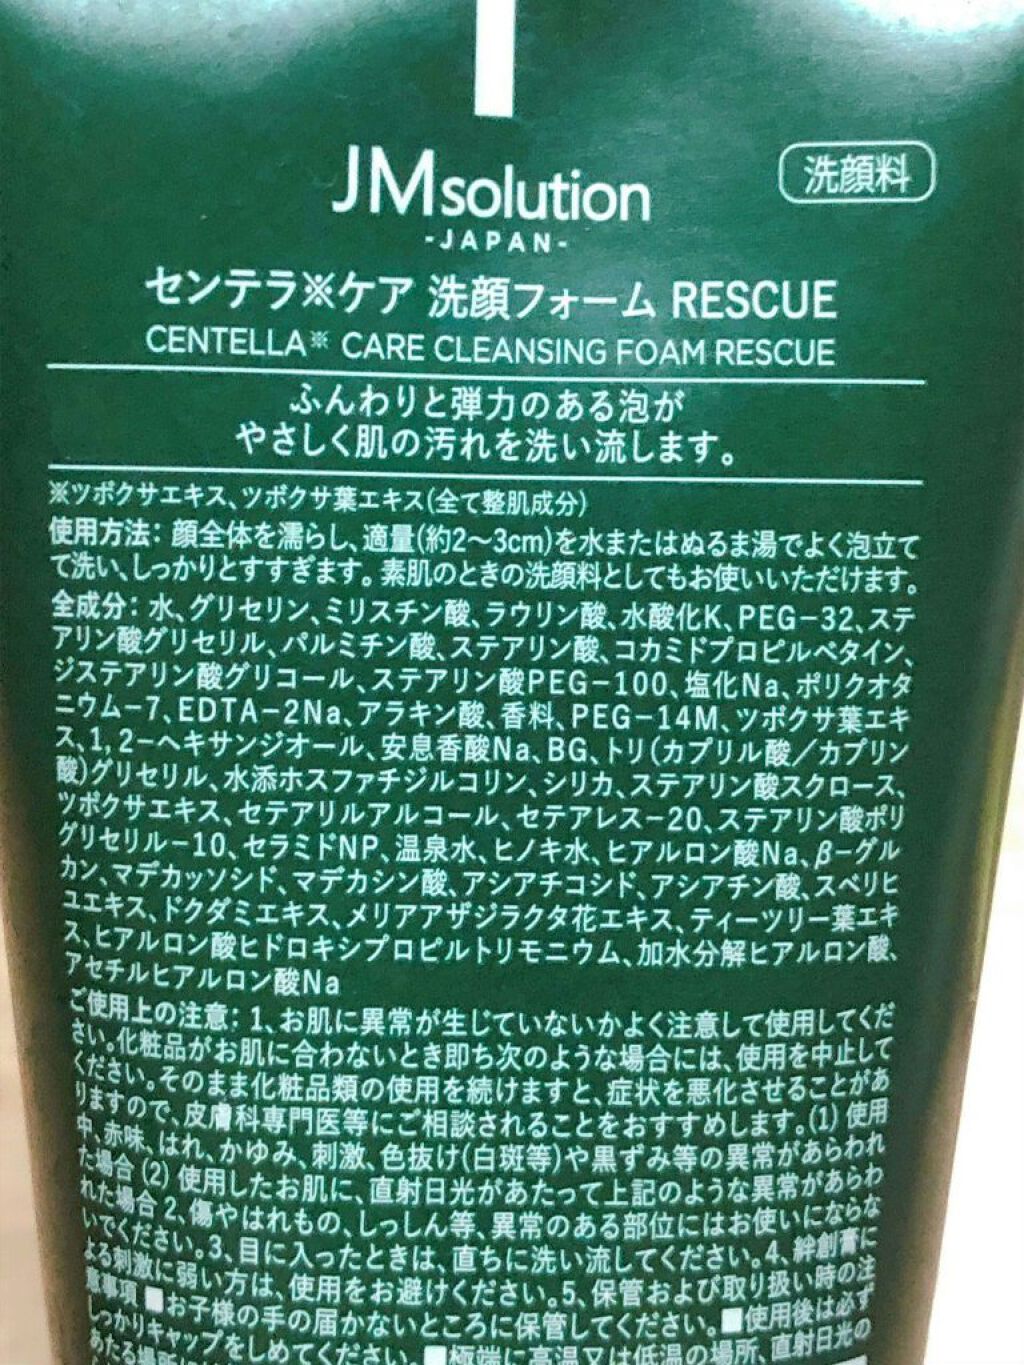 JMsolution
-JAPAN-
洗顔料
センテラ※ケア 洗顔フォーム RESCUE
CENTELLA※ CARE CLEANSING FOAM RESCUE
ふんわりと弾力のある泡が
やさしく肌の汚れを洗い流します。
※ツボクサエキス、ツボクサ葉エキス(全て整肌成分)
使用方法：顔全体を濡らし、適量(約2〜3cm)を水またはぬるま湯でよく泡立て
て洗い、しっかりとすすぎます。素肌のときの洗顔料としてもお使いいただけます。
全成分：水、グリセリン、ミリスチン酸、ラウリン酸、水酸化K、PEG−32、ステ
アリン酸グリセリル、パルミチン酸、ステアリン酸、コカミドプロピルベタイン、
ジステアリン酸グリコール、ステアリン酸PEG−100、塩化Na、ポリクオタ
ニウム−7、EDTA−2Na、アラキン酸、香料、PEG−14M、ツボクサ葉エキ
ス、1，2−ヘキサンジオール、安息香酸Na、BG、トリ(カプリル酸／カプリン
酸)グリセリル、水添ホスファチジルコリン、シリカ、ステアリン酸スクロース、
ツボクサエキス、セテアリルアルコール、セテアレス−20、ステアリン酸ポリ
グリセリル−10、セラミドNP、温泉水、ヒノキ水、ヒアルロン酸Na、β−グル
カン、マデカッソシド、マデカシン酸、アシアチコシド、アシアチン酸、スベリヒ
ユエキス、ドクダミエキス、メリアアザジラクタ花エキス、ティーツリー葉エキ
ス、ヒアルロン酸ヒドロキシプロピルトリモニウム、加水分解ヒアルロン酸、
アセチルヒアルロン酸Na
ご使用上の注意：1、お肌に異常が生じていないかよく注意して使用してくだ
さい。化粧品がお肌に合わないとき即ち次のような場合には、使用を中止して
ください。そのまま化粧品類の使用を続けますと、症状を悪化させることがあ
りますので、皮膚科専門医等にご相談されることをおすすめします。(1) 使用
中、赤味、はれ、かゆみ、刺激、色抜け(白斑等)や黒ずみ等の異常があらわれ
た場合 (2) 使用したお肌に、直射日光があたって上記のような異常があらわ
れた場合 2、傷やはれもの、しっしん等、異常のある部位にはお使いにならな
いでください。3、目に入ったときは、直ちに洗い流してください。4、絆創膏に
よる刺激に弱い方は、使用をお避けください。5、保管および取り扱い時の注
意事項 ■お子様の手の届かないところに保管してください。■使用後は必ず
しっかりキャップをしめてください。■極端に高温又は低温の場所、直射日光の
あたる場所に